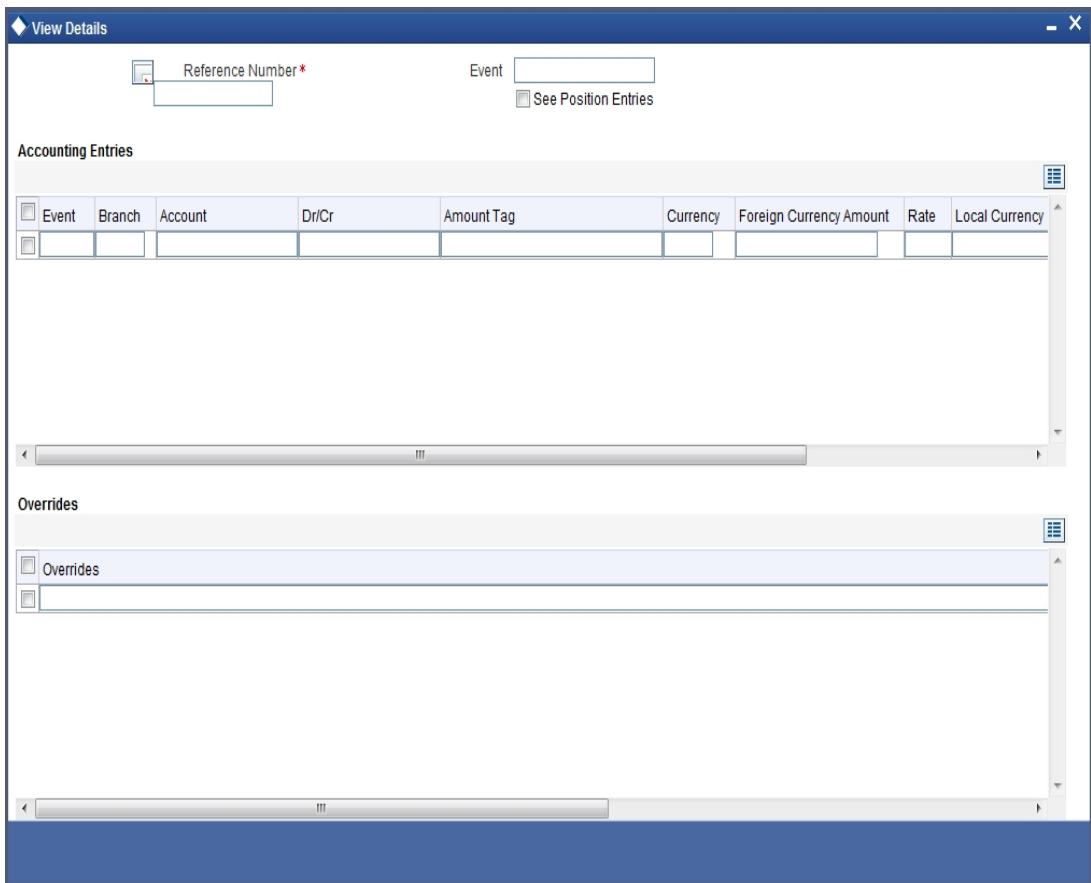 View Details
Reference Number *
Event
See Position Entries
Accounting Entries
Event Branch Account Dr/Cr Amount Tag Currency Foreign Currency Amount Rate Local Currency
Overrides
Overrides